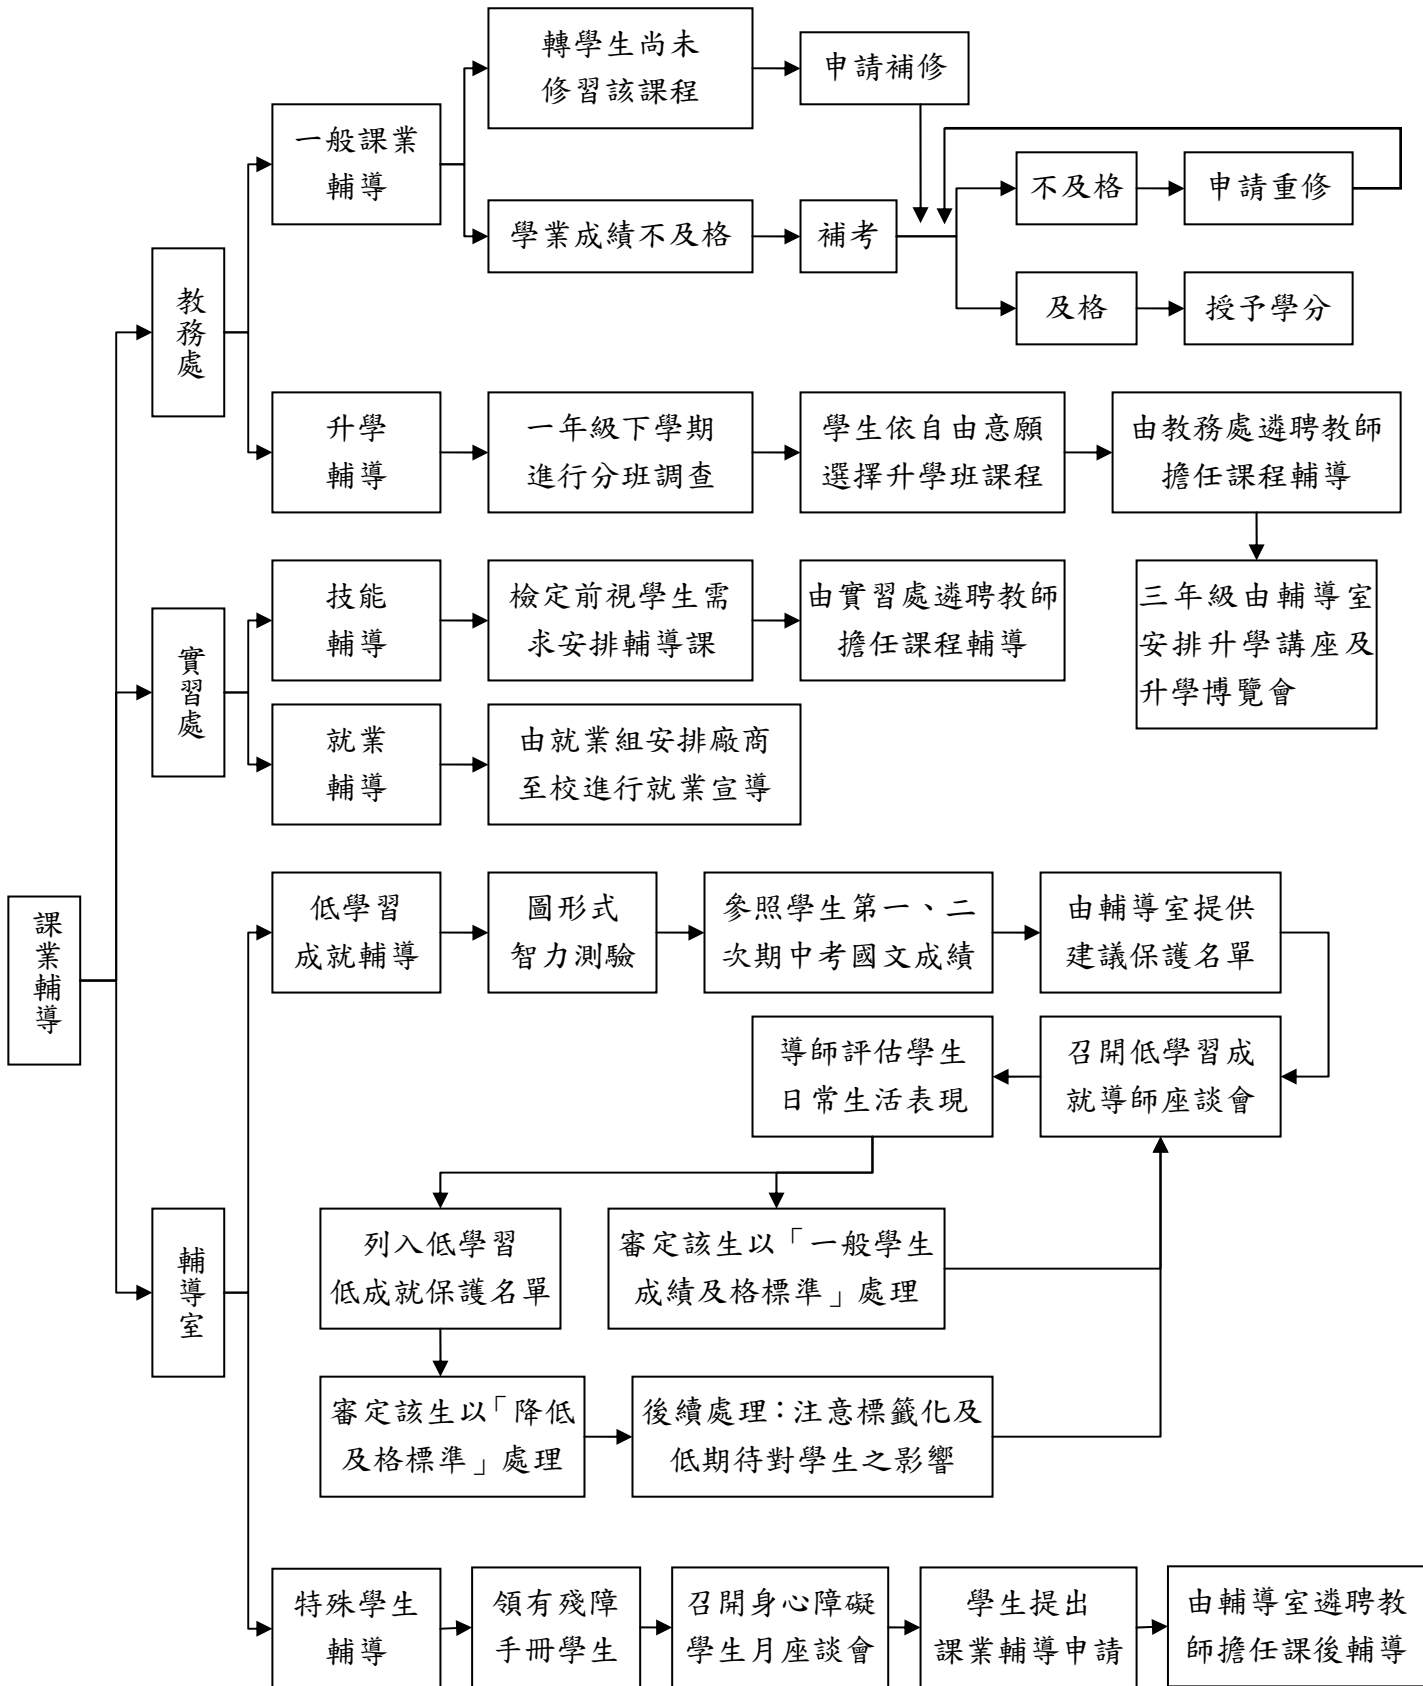 轉學生尚未
修習該課程
申請補修
一般課業
輔導
不及格
申請重修
學業成績不及格
補考
及格
授予學分
教務處
升學
輔導
一年級下學期
進行分班調查
學生依自由意願
選擇升學班課程
由教務處遴聘教師
擔任課程輔導
三年級由輔導室
安排升學講座及
升學博覽會
技能
輔導
檢定前視學生需
求安排輔導課
由實習處遴聘教師
擔任課程輔導
實習處
就業
輔導
由就業組安排廠商
至校進行就業宣導
課業輔導
低學習
成就輔導
圖形式
智力測驗
參照學生第一、二
次期中考國文成績
由輔導室提供
建議保護名單
召開低學習成
就導師座談會
導師評估學生
日常生活表現
列入低學習
低成就保護名單
審定該生以「一般學生
成績及格標準」處理
輔導室
審定該生以「降低
及格標準」處理
後續處理：注意標籤化及
低期待對學生之影響
特殊學生
輔導
領有殘障
手冊學生
召開身心障礙
學生月座談會
學生提出
課業輔導申請
由輔導室遴聘教
師擔任課後輔導